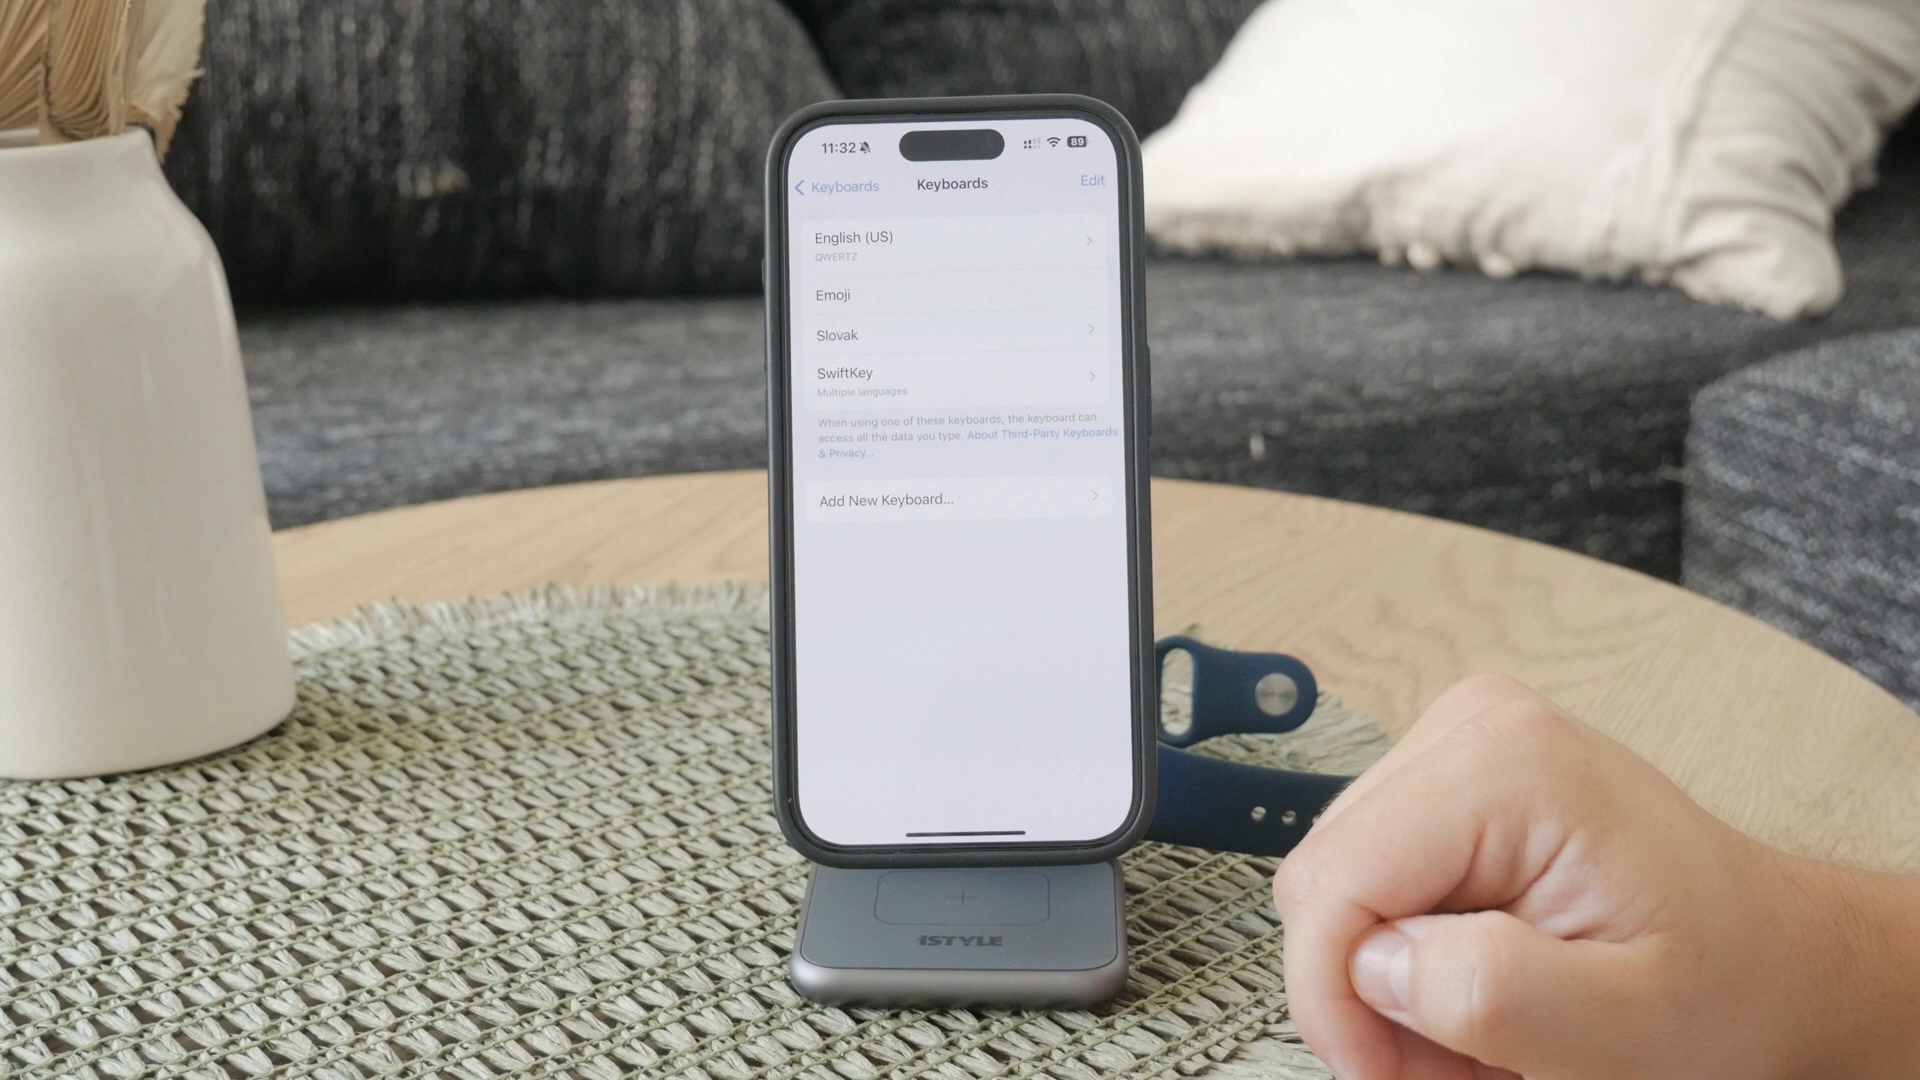 11:32
89
Keyboards
Keyboards
Edit
English (US)
QWERTZ
Emoji
Slovak
SwiftKey
Multiple languages
When using one of these keyboards, the keyboard can
access all the data you type. About Third-Party Keyboards
& Privacy...
Add New Keyboard...
iSTYLE